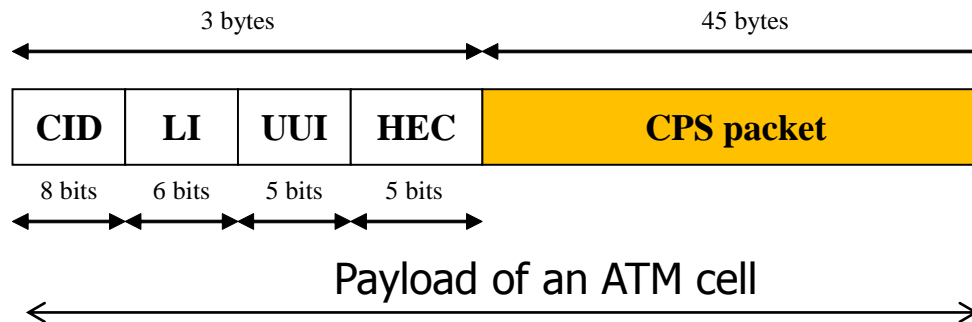 3 bytes 45 bytes
CID LI UUI HEC CPS packet
8 bits 6 bits 5 bits 5 bits
Payload of an ATM cell